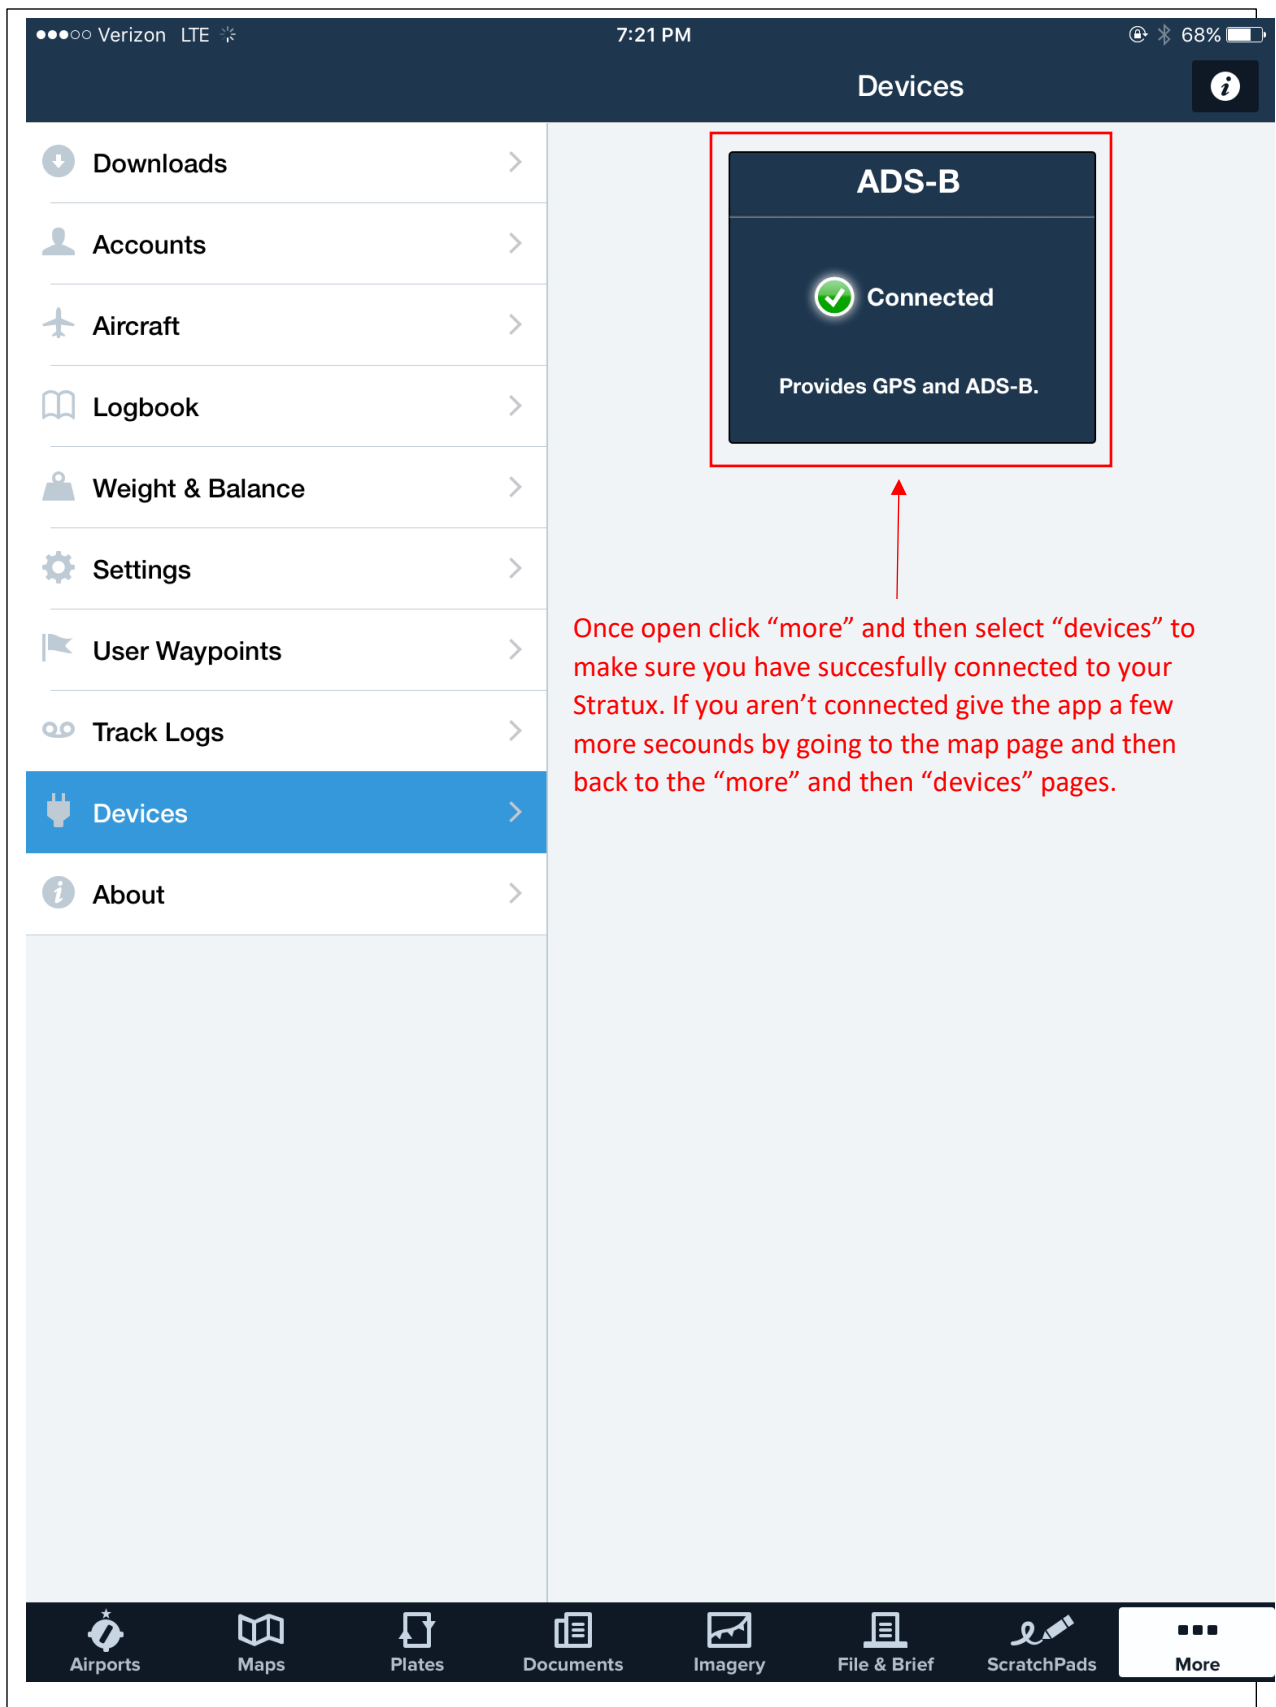 ●●●○○ Verizon LTE 7:21 PM 68%
Devices
Downloads
Accounts
Aircraft
Logbook
Weight & Balance
Settings
User Waypoints
Track Logs
Devices
About
ADS-B
Connected
Provides GPS and ADS-B.
Once open click “more” and then select “devices” to
make sure you have succesfully connected to your
Stratux. If you aren’t connected give the app a few
more secounds by going to the map page and then
back to the “more” and then “devices” pages.
Airports Maps Plates Documents Imagery File & Brief ScratchPads More